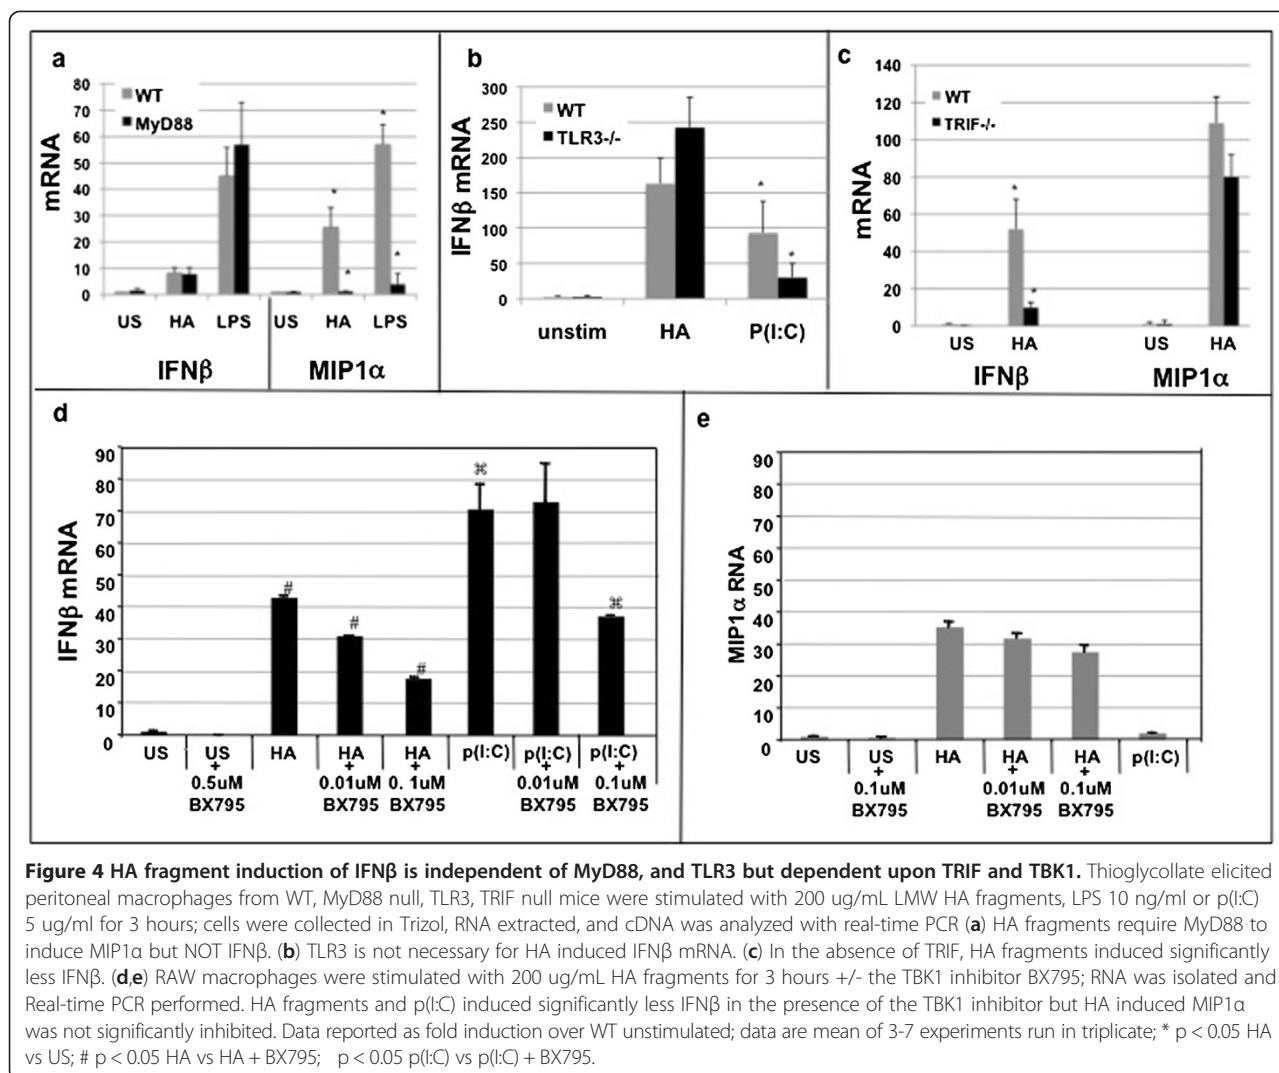 a
80
70
60
50
40
30
20
10
0
mRNA
WT
MyD88
*
*
*
*
US HA LPS US HA LPS
IFNβ MIP1α
b
300
250
200
150
100
50
0
IFNβ mRNA
WT
TLR3-/-
*
*
unstim HA P(I:C)
c
140
120
100
80
60
40
20
0
mRNA
WT
TRIF-/-
*
*
US HA US HA
IFNβ MIP1α
d
90
80
70
60
50
40
30
20
10
0
IFNβ mRNA
#
#
#
⌘
⌘
US US HA HA HA p(I:C) p(I:C) p(I:C)
+ + + + +
0.5uM 0.01uM 0. 1uM 0.01uM 0.1uM
BX795 BX795 BX795 BX795 BX795
e
90
80
70
60
50
40
30
20
10
0
MIP1α RNA
US US HA HA HA p(I:C)
+ + +
0.1uM 0.01uM 0.1uM
BX795 BX795 BX795
Figure 4 HA fragment induction of IFNβ is independent of MyD88, and TLR3 but dependent upon TRIF and TBK1. Thioglycollate elicited
peritoneal macrophages from WT, MyD88 null, TLR3, TRIF null mice were stimulated with 200 ug/mL LMW HA fragments, LPS 10 ng/ml or p(I:C)
5 ug/ml for 3 hours; cells were collected in Trizol, RNA extracted, and cDNA was analyzed with real-time PCR (a) HA fragments require MyD88 to
induce MIP1α but NOT IFNβ. (b) TLR3 is not necessary for HA induced IFNβ mRNA. (c) In the absence of TRIF, HA fragments induced significantly
less IFNβ. (d,e) RAW macrophages were stimulated with 200 ug/mL HA fragments for 3 hours +/- the TBK1 inhibitor BX795; RNA was isolated and
Real-time PCR performed. HA fragments and p(I:C) induced significantly less IFNβ in the presence of the TBK1 inhibitor but HA induced MIP1α
was not significantly inhibited. Data reported as fold induction over WT unstimulated; data are mean of 3-7 experiments run in triplicate; * p < 0.05 HA
vs US; # p < 0.05 HA vs HA + BX795; p < 0.05 p(I:C) vs p(I:C) + BX795.